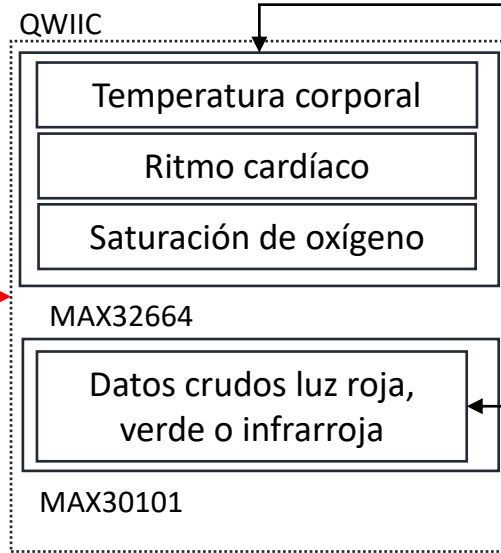 QWIIC
Temperatura corporal
Ritmo cardíaco
Saturación de oxígeno
MAX32664
Datos crudos luz roja,
verde o infrarroja
MAX30101